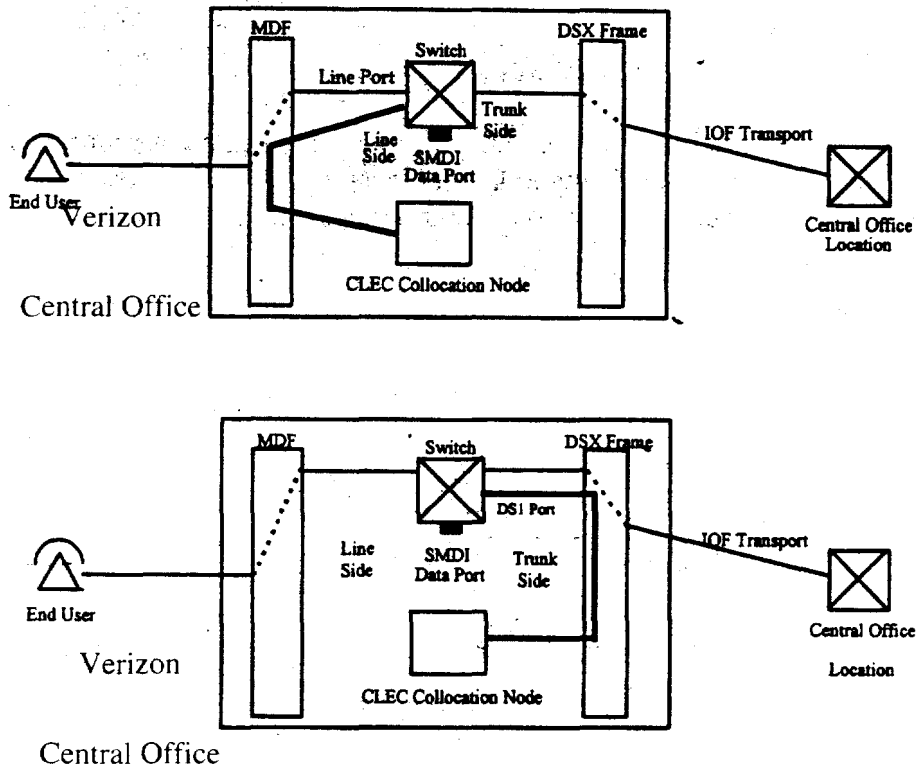 MDF
DSX Frame
Switch
Line Port
Line
Side
SMDI
Data Port
Trunk
Side
IOF Transport
End User
Verizon
Central Office
Location
CLEC Collocation Node
Central Office
MDF
Switch
DSX Frame
DS1 Port
IOF Transport
Line
Side
SMDI
Data Port
Trunk
Side
End User
Central Office
Location
Verizon
CLEC Collocation Node
Central Office